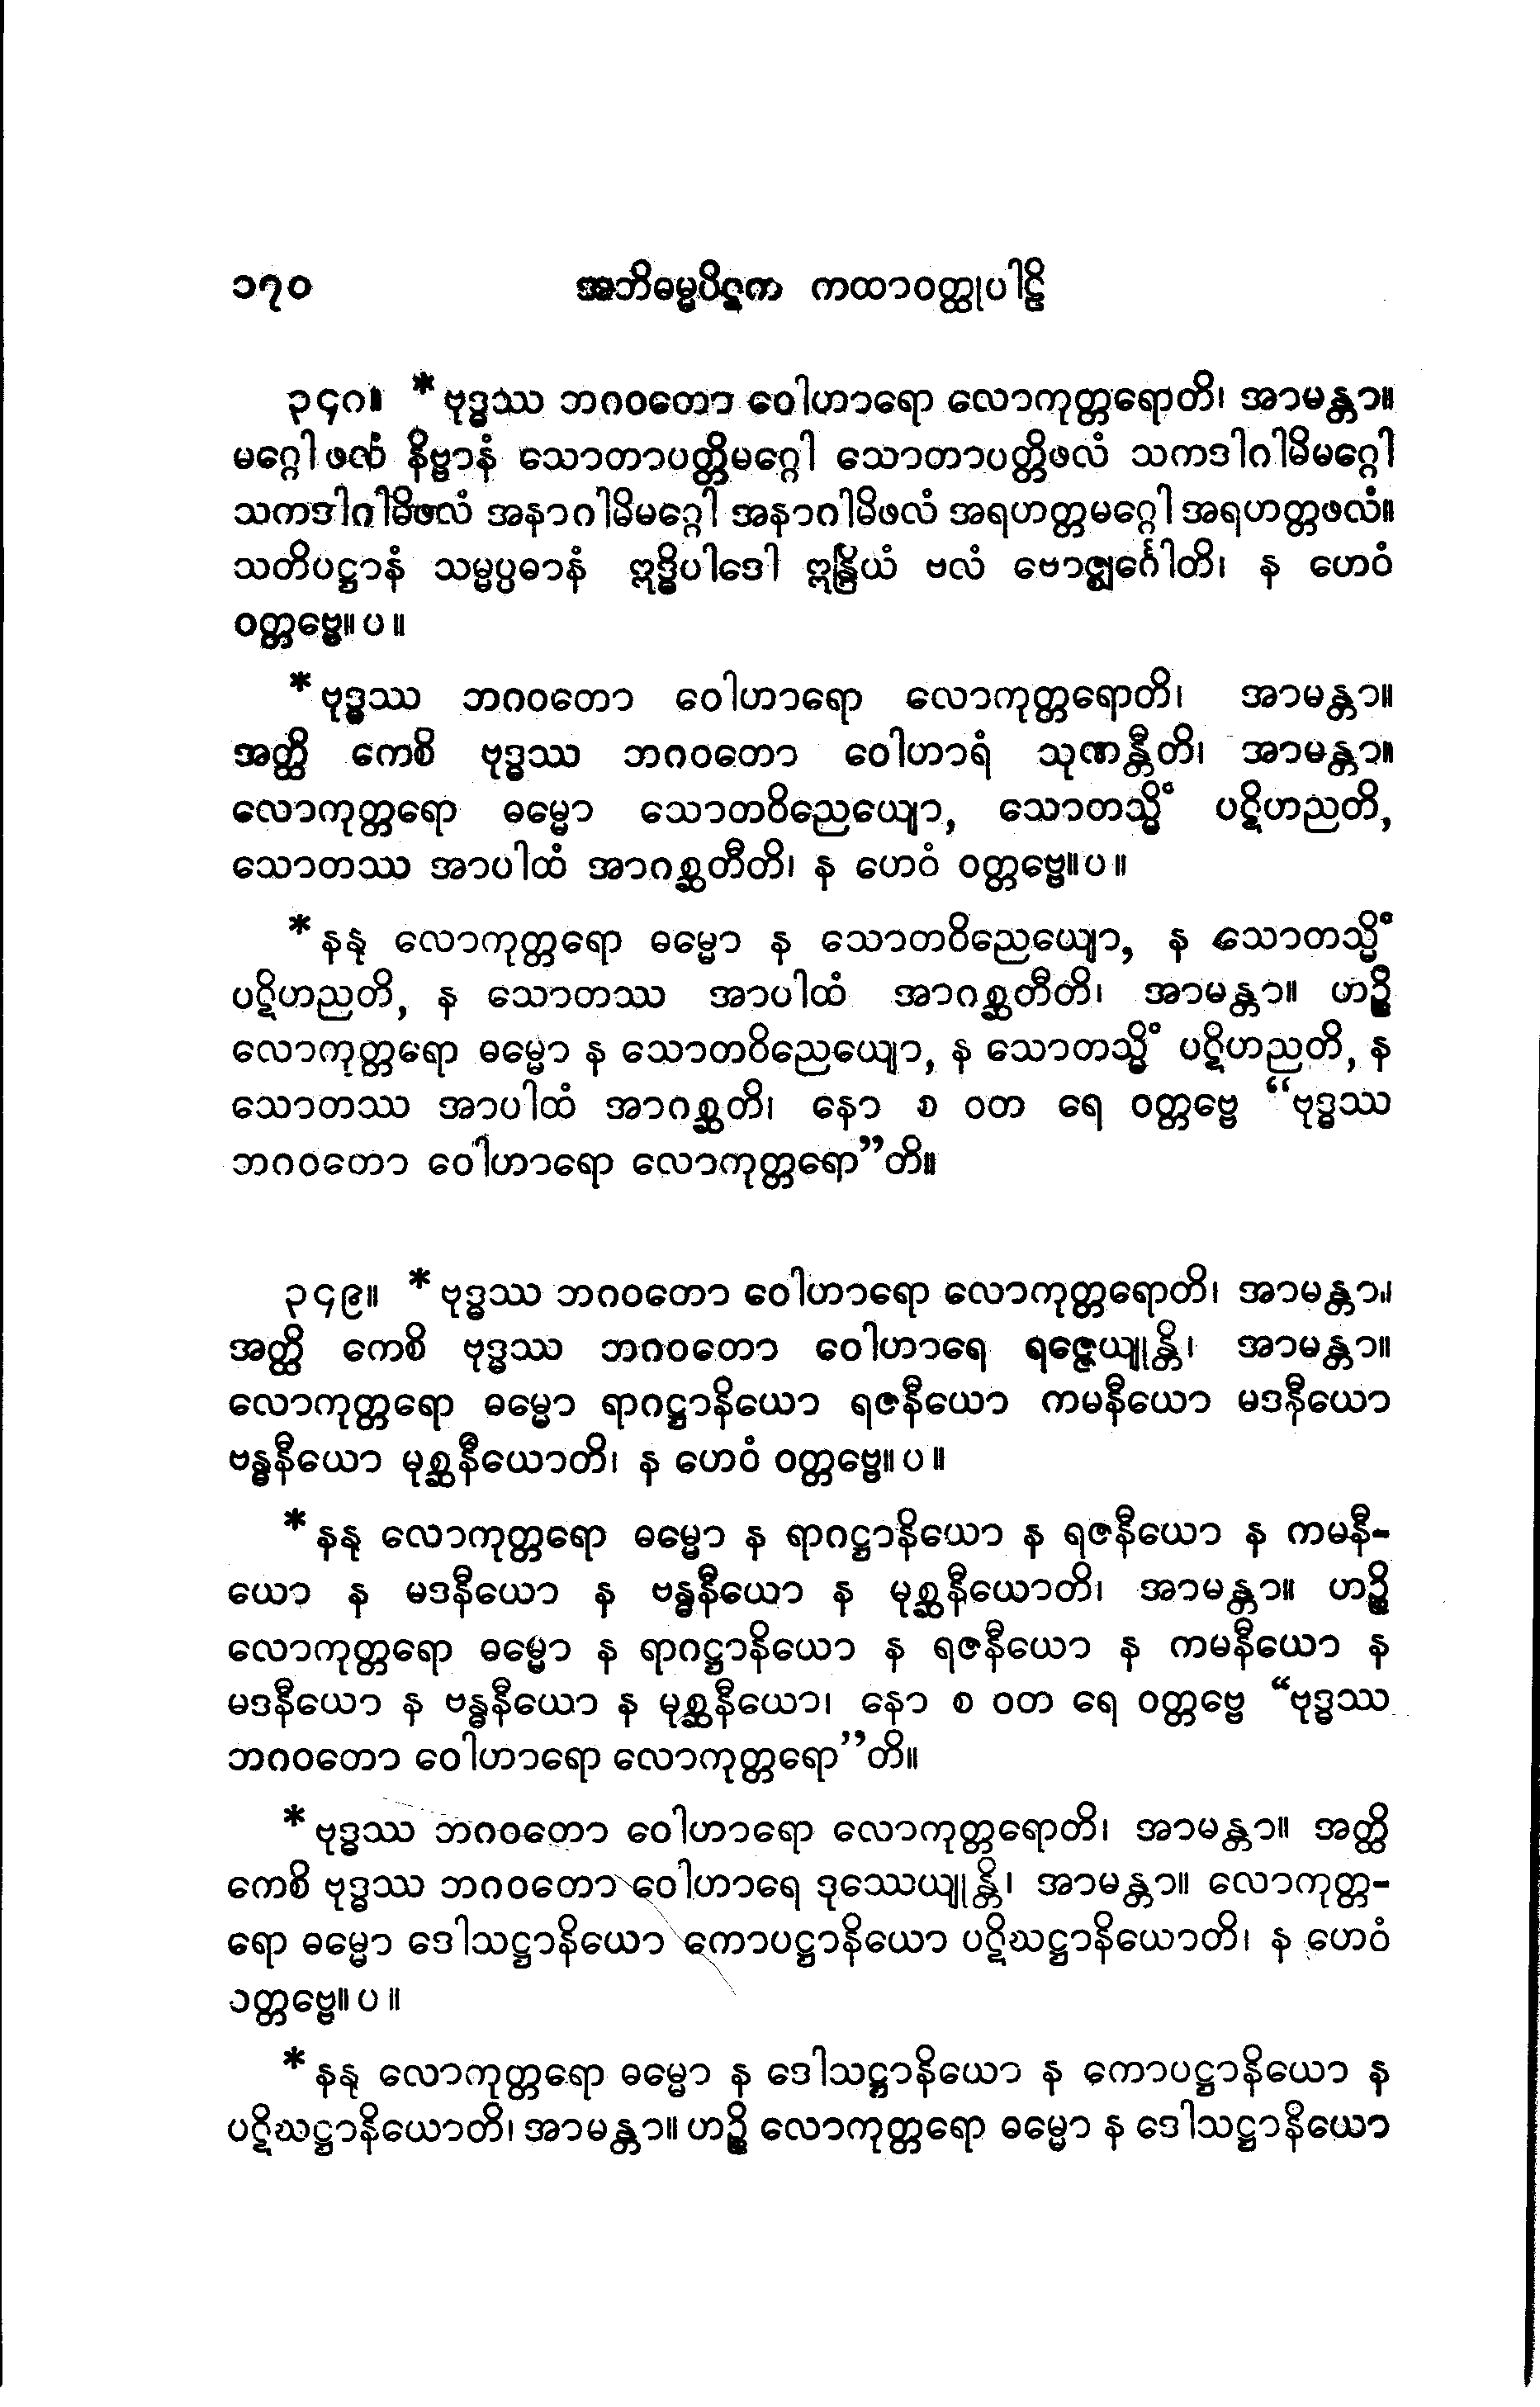 ၁၇၀ အဘိဓမ္မပိဋက ကထာဝတ္ထုပါဠိ
၃၄၈။ * ဗုဒ္ဓဿ ဘဂဝတော ဝေါဟာရော လောကုတ္တရောတိ၊ အာမန္တာ။
မဂ္ဂေါ ဖလံ နိဗ္ဗာနံ သောတာပတ္တိမဂ္ဂေါ သောတာပတ္တိဖလံ သကဒါဂါမိမဂ္ဂေါ
သကဒါဂါမိဖလံ အနာဂါမိမဂ္ဂေါ အနာဂါမိဖလံ အရဟတ္တမဂ္ဂေါ အရဟတ္တဖလံ။
သတိပဋ္ဌာနံ သမ္မပ္ပဓာနံ ဣဒ္ဓိပါဒေါ ဣန္ဒြိယံ ဗလံ ဗောဇ္ဈင်္ဂေါတိ၊ န ဟေဝံ
ဝတ္တဗ္ဗေ။ ပ ။
* ဗုဒ္ဓဿ ဘဂဝတော ဝေါဟာရော လောကုတ္တရောတိ၊ အာမန္တာ။
အတ္ထိ ကေစိ ဗုဒ္ဓဿ ဘဂဝတော ဝေါဟာရံ သုဏန္တီတိ၊ အာမန္တာ။
လောကုတ္တရော ဓမ္မော သောတဝိညေယျော, သောတသ္မိံ ပဋိဟညတိ,
သောတဿ အာပါထံ အာဂစ္ဆတီတိ၊ န ဟေဝံ ဝတ္တဗ္ဗေ။ ပ ။
* နနု လောကုတ္တရော ဓမ္မော န သောတဝိညေယျော, န သောတသ္မိံ
ပဋိဟညတိ, န သောတဿ အာပါထံ အာဂစ္ဆတီတိ၊ အာမန္တာ။ ဟဉ္စိ
လောကုတ္တရော ဓမ္မော န သောတဝိညေယျော, န သောတသ္မိံ ပဋိဟညတိ, န
သောတဿ အာပါထံ အာဂစ္ဆတိ၊ နော စ ဝတ ရေ ဝတ္တဗ္ဗေ “ဗုဒ္ဓဿ
ဘဂဝတော ဝေါဟာရော လောကုတ္တရော”တိ။
၃၄၉။ * ဗုဒ္ဓဿ ဘဂဝတော ဝေါဟာရော လောကုတ္တရောတိ၊ အာမန္တာ။
အတ္ထိ ကေစိ ဗုဒ္ဓဿ ဘဂဝတော ဝေါဟာရေ ရဇ္ဇေယျုန္တိ၊ အာမန္တာ။
လောကုတ္တရော ဓမ္မော ရာဂဋ္ဌာနိယော ရဇနီယော ကမနီယော မဒနီယော
ဗန္ဓနီယော မုစ္ဆနီယောတိ၊ န ဟေဝံ ဝတ္တဗ္ဗေ။ ပ ။
* နနု လောကုတ္တရော ဓမ္မော န ရာဂဋ္ဌာနိယော န ရဇနီယော န ကမနီ-
ယော န မဒနီယော န ဗန္ဓနီယော န မုစ္ဆနီယောတိ၊ အာမန္တာ။ ဟဉ္စိ
လောကုတ္တရော ဓမ္မော န ရာဂဋ္ဌာနိယော န ရဇနီယော န ကမနီယော န
မဒနီယော န ဗန္ဓနီယော န မုစ္ဆနီယော၊ နော စ ဝတ ရေ ဝတ္တဗ္ဗေ “ဗုဒ္ဓဿ
ဘဂဝတော ဝေါဟာရော လောကုတ္တရော”တိ။
* ဗုဒ္ဓဿ ဘဂဝတော ဝေါဟာရော လောကုတ္တရောတိ၊ အာမန္တာ။ အတ္ထိ
ကေစိ ဗုဒ္ဓဿ ဘဂဝတော ဝေါဟာရေ ဒုဿေယျုန္တိ၊ အာမန္တာ။ လောကုတ္တ-
ရော ဓမ္မော ဒေါသဋ္ဌာနိယော ကောပဋ္ဌာနိယော ပဋိဃဋ္ဌာနိယောတိ၊ န ဟေဝံ
ဝတ္တဗ္ဗေ။ ပ ။
* နနု လောကုတ္တရော ဓမ္မော န ဒေါသဋ္ဌာနိယော န ကောပဋ္ဌာနိယော န
ပဋိဃဋ္ဌာနိယောတိ၊ အာမန္တာ။ ဟဉ္စိ လောကုတ္တရော ဓမ္မော န ဒေါသဋ္ဌာနိယော